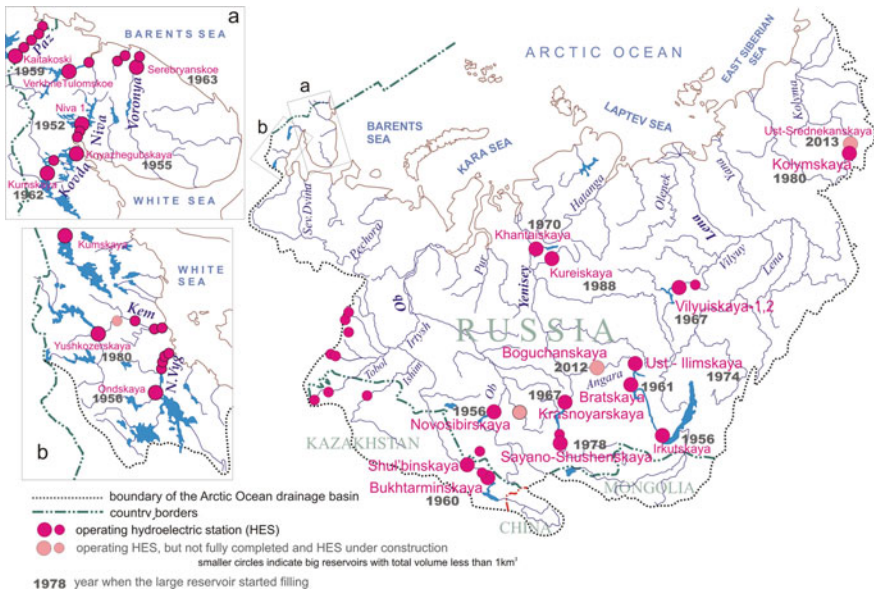 a
BARENTS SEA
Paz
Kaitakoski
1959
VerkhneTulomskoe
Serebryanskoe
1963
Voronya
Niva 1
1952
Niva
Knyazhegubskaya
1955
Kumskaya
1962
Kovda
WHITE SEA
Kumskaya
WHITE
SEA
Kem
Yushkozerskaya
1980
Ondskaya
1956
N.Vyg
b
ARCTIC OCEAN
EAST SIBERIAN
SEA
LAPTEV SEA
KARA SEA
BARENTS
SEA
a
b
Kolyma
Ust-Srednekanskaya
2013
Kolymskaya
1980
Sev.Dvina
Pechora
Ob
Pur
Yenisey
1970
Khantaiskaya
Kureiskaya
1988
Hatanga
Olenek
Yana
Lena
Vilyuy
Lena
Vilyuiskaya-1,2
1967
RUSSIA
Irtysh
Tobol
Ishim
Boguchanskaya
2012
Angara
Ust- Ilimskaya
1974
1961
Bratskaya
Ob
1956
Novosibirskaya
1967
Krasnoyarskaya
1978
Sayano-Shushenskaya
1956
Irkutskaya
KAZAKHSTAN
Shul'binskaya
Bukhtarminskaya
1960
MONGOLIA
CHINA
boundary of the Arctic Ocean drainage basin
country borders
operating hydroelectric station (HES)
operating HES, but not fully completed and HES under construction
smaller circles indicate big reservoirs with total volume less than 1km³
1978 year when the large reservoir started filling